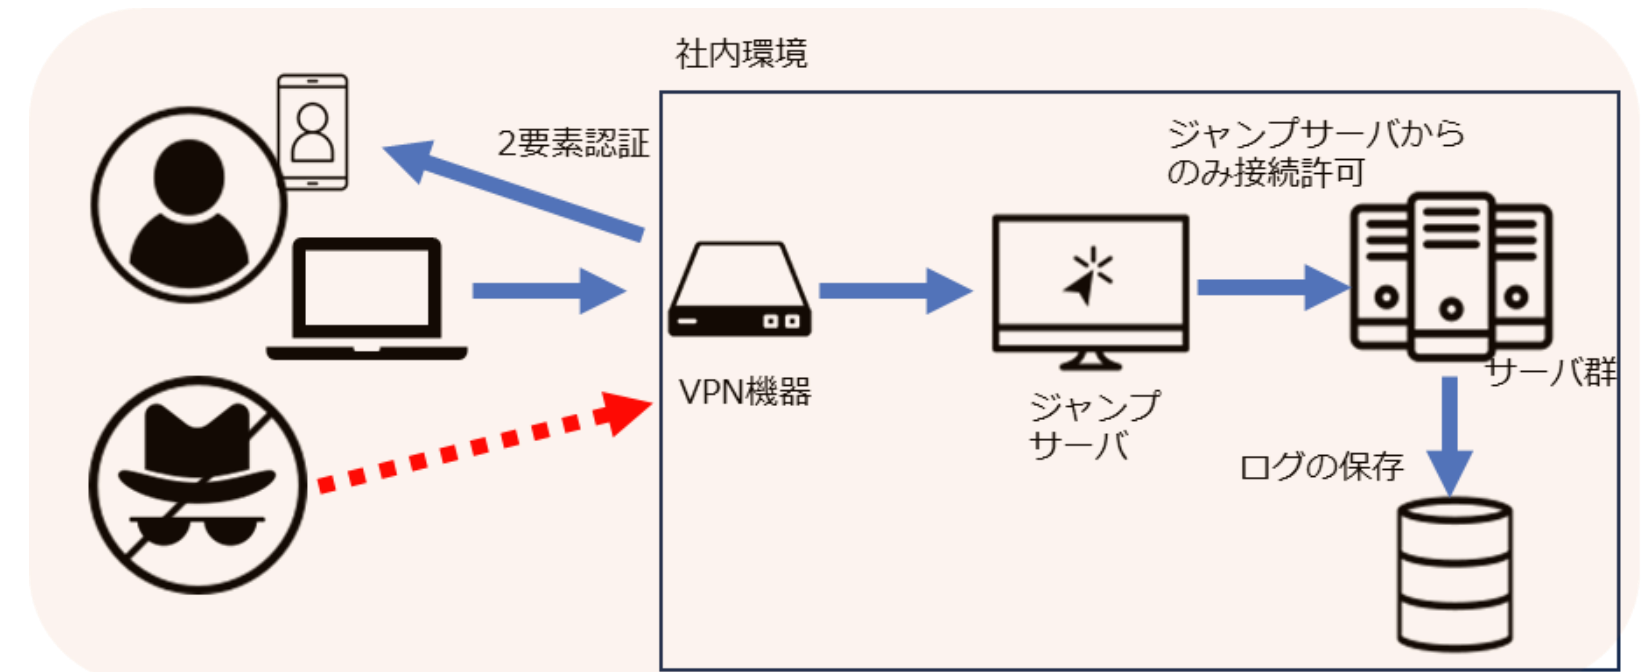 社内環境
2要素認証
ジャンプサーバから
のみ接続許可
VPN機器
ジャンプ
サーバ
サーバ群
ログの保存